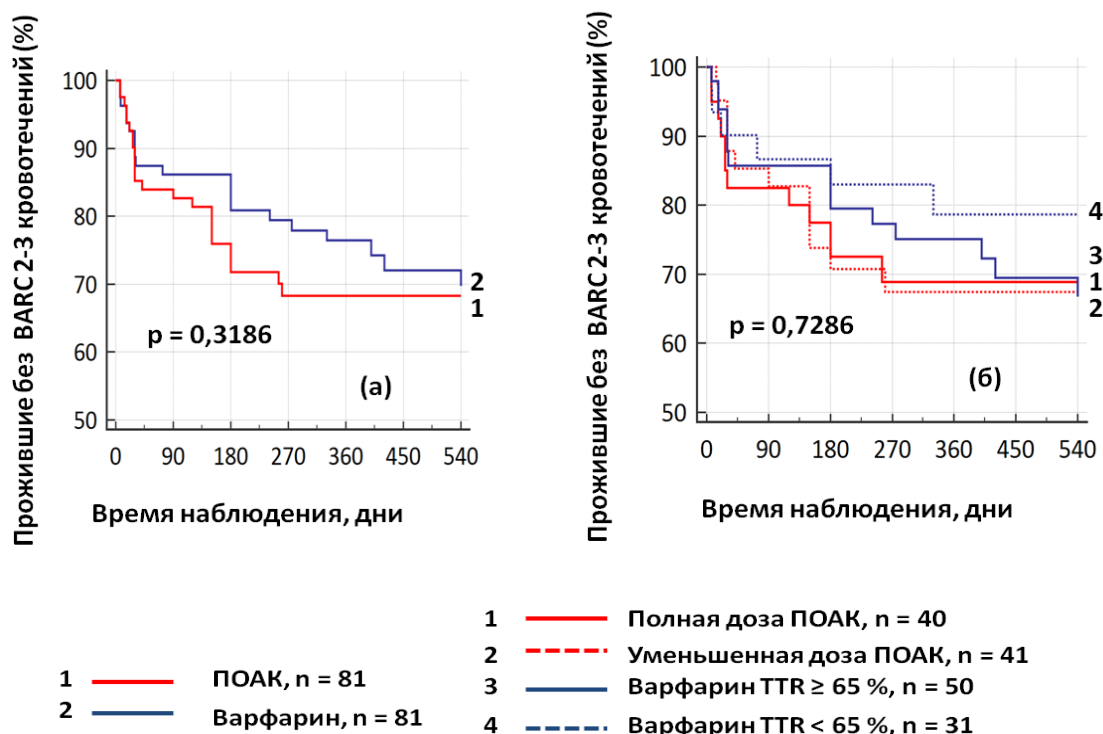 Прожившие без BARC 2-3 кровотечений (%)
100
90
80
70
60
50
2
1
p = 0,3186
(а)
0 90 180 270 360 450 540
Время наблюдения, дни
Прожившие без BARC 2-3 кровотечений (%)
100
90
80
70
60
50
4
3
1
2
p = 0,7286
(б)
0 90 180 270 360 450 540
Время наблюдения, дни
1 ПОАК, n = 81
2 Варфарин, n = 81
1 Полная доза ПОАК, n = 40
2 Уменьшенная доза ПОАК, n = 41
3 Варфарин TTR ≥ 65 %, n = 50
4 Варфарин TTR < 65 %, n = 31